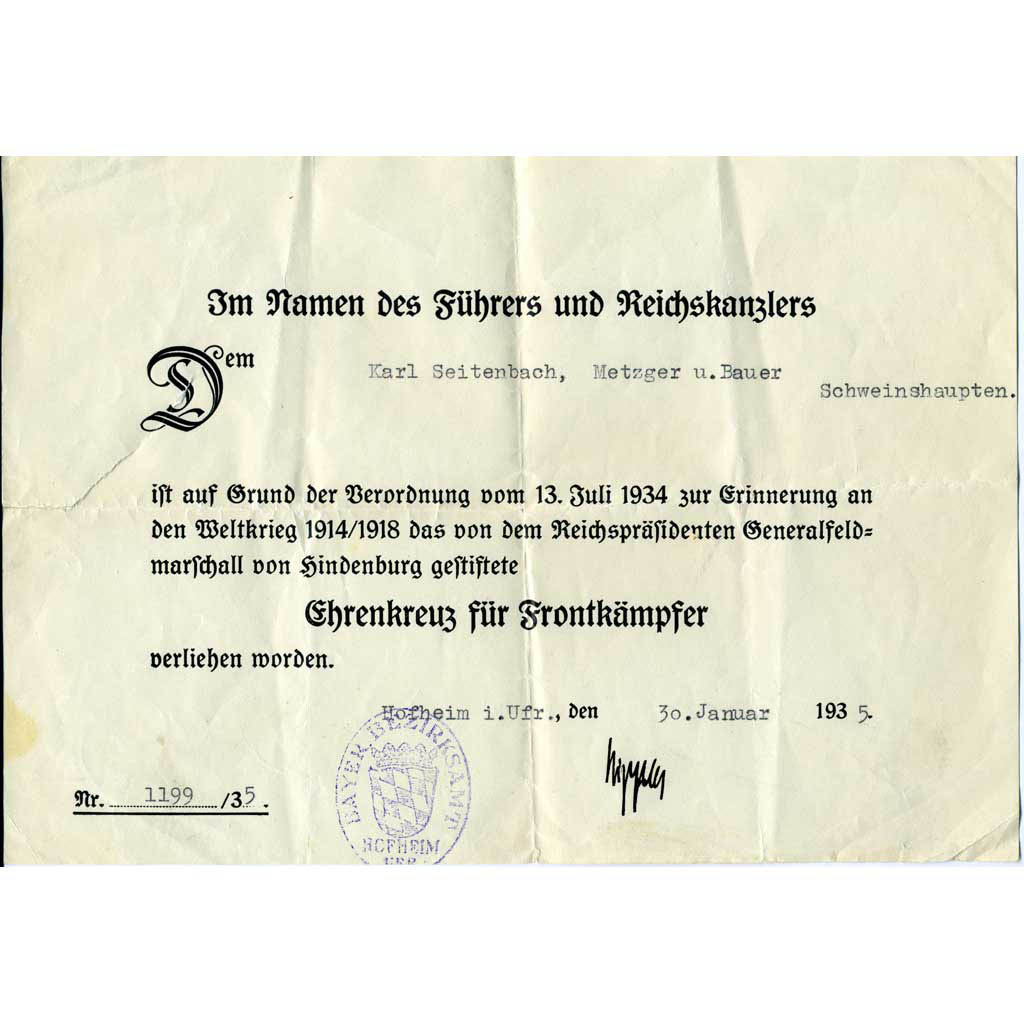 Im Namen des Führers und Reichskanzlers
Dem
Karl Seitenbach, Metzger u.Bauer
Schweinshaupten.
ist auf Grund der Verordnung vom 13. Juli 1934 zur Erinnerung an
den Weltkrieg 1914/1918 das von dem Reichspräsidenten Generalfeld=
marschall von Hindenburg gestiftete
Ehrenkreuz für Frontkämpfer
verliehen worden.
Hofheim i.Ufr., den 30.Januar 1935.
Nr. 1199 /35.
BAYER BEZIRKSAMT
HOFHEIM